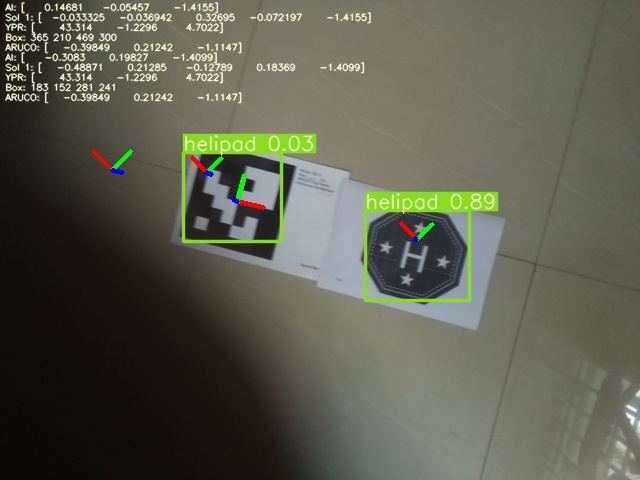 AI: [ 0.14681 -0.05457 -1.4155]
Sol 1: [ -0.033325 -0.036942 0.32695 -0.072197 -1.4155]
YPR: [ 43.314 -1.2296 4.7022]
Box: 365 210 469 300
ARUCO: [ -0.39849 0.21242 -1.1147]
AI: [ -0.3083 0.19827 -1.4099]
Sol 1: [ -0.48871 0.21285 -0.12789 0.18369 -1.4099]
YPR: [ 43.314 -1.2296 4.7022]
Box: 183 152 281 241
ARUCO: [ -0.39849 0.21242 -1.1147]
helipad 0.03
helipad 0.89
H